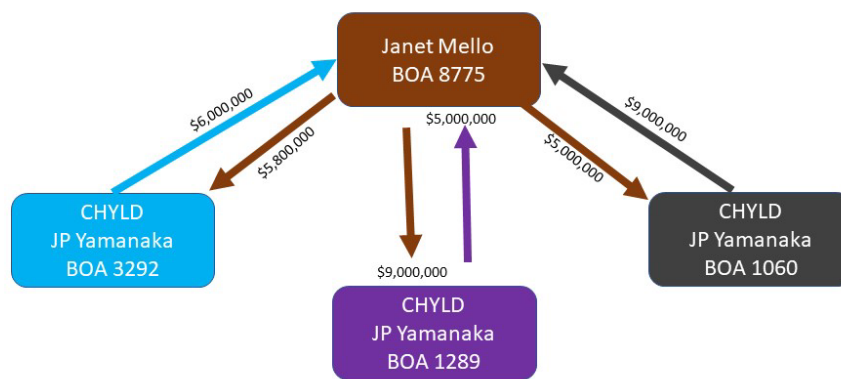 Janet Mello
BOA 8775
$6,000,000
$5,800,000
$5,000,000
$9,000,000
$5,000,000
$9,000,000
CHYLD
JP Yamanaka
BOA 3292
CHYLD
JP Yamanaka
BOA 1289
CHYLD
JP Yamanaka
BOA 1060